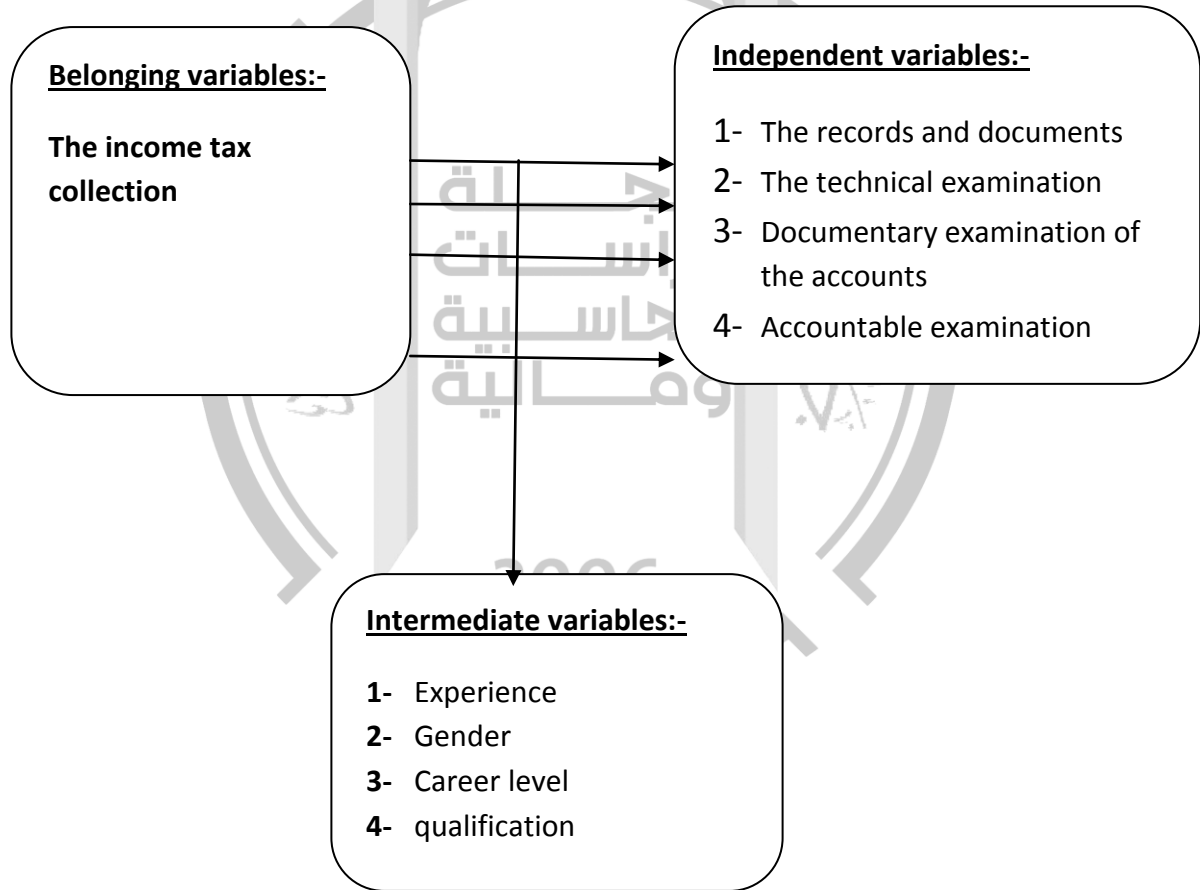 Belonging variables:-
The income tax
collection
Independent variables:-
1- The records and documents
2- The technical examination
3- Documentary examination of
the accounts
4- Accountable examination
Intermediate variables:-
1- Experience
2- Gender
3- Career level
4- qualification
ومالية